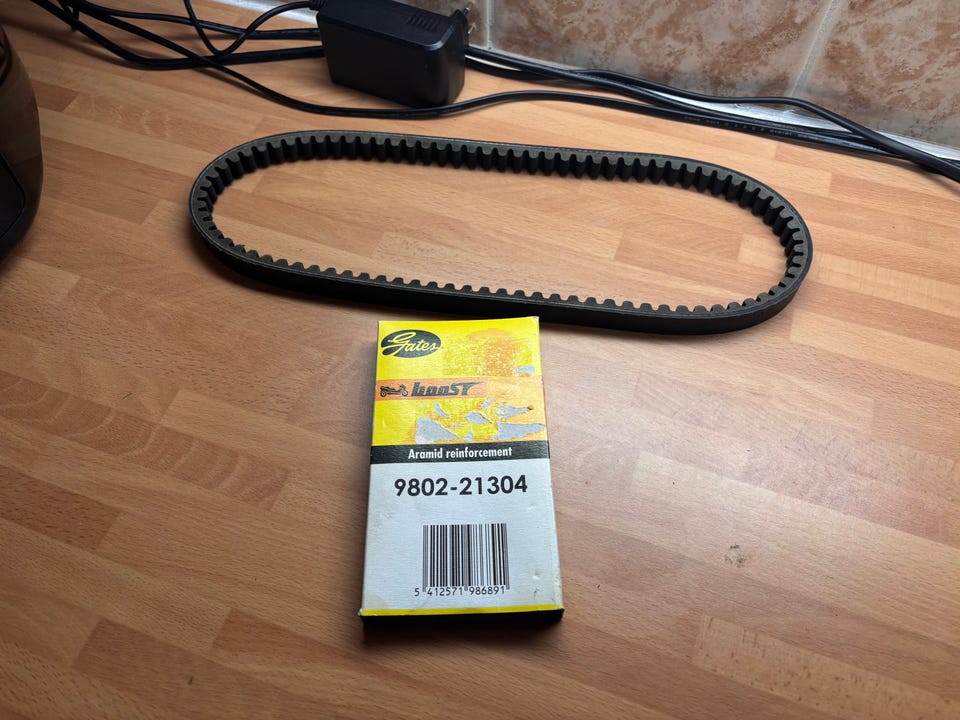 Gates
boost
Aramid reinforcement
9802-21304
5 412571 986891